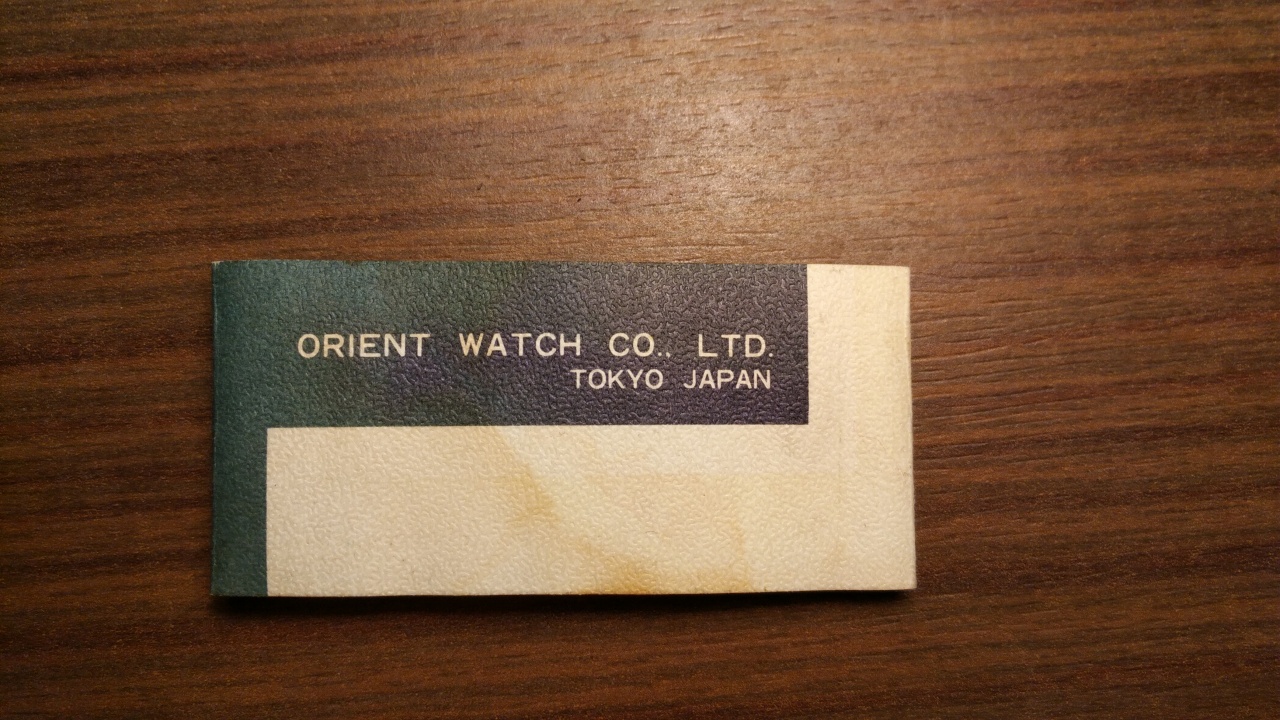 ORIENT WATCH CO., LTD.
TOKYO JAPAN